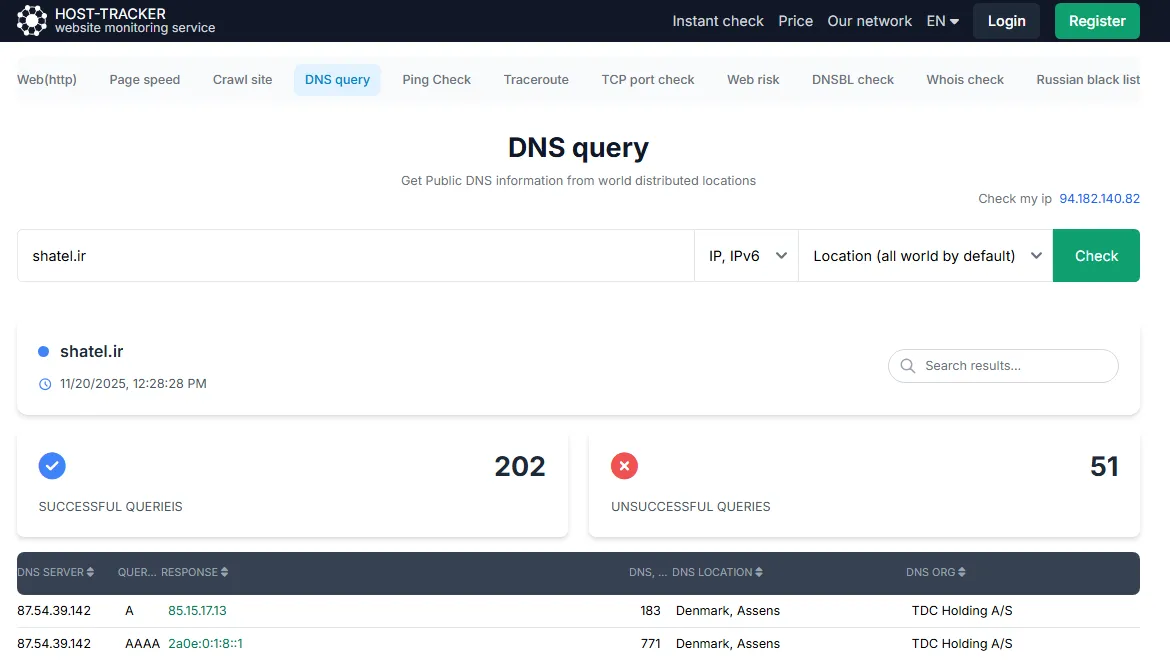 HOST-TRACKER
website monitoring service
Instant check Price Our network EN Login Register
Web(http) Page speed Crawl site DNS query Ping Check Traceroute TCP port check Web risk DNSBL check Whois check Russian black list
DNS query
Get Public DNS information from world distributed locations
Check my ip 94.182.140.82
shatel.ir IP, IPv6 Location (all world by default) Check
shatel.ir
11/20/2025, 12:28:28 PM
Search results...
202
SUCCESSFUL QUERIEIS
51
UNSUCCESSFUL QUERIES
DNS SERVER QUER... RESPONSE DNS, ... DNS LOCATION DNS ORG
87.54.39.142 A 85.15.17.13 183 Denmark, Assens TDC Holding A/S
87.54.39.142 AAAA 2a0e:0:1:8::1 771 Denmark, Assens TDC Holding A/S